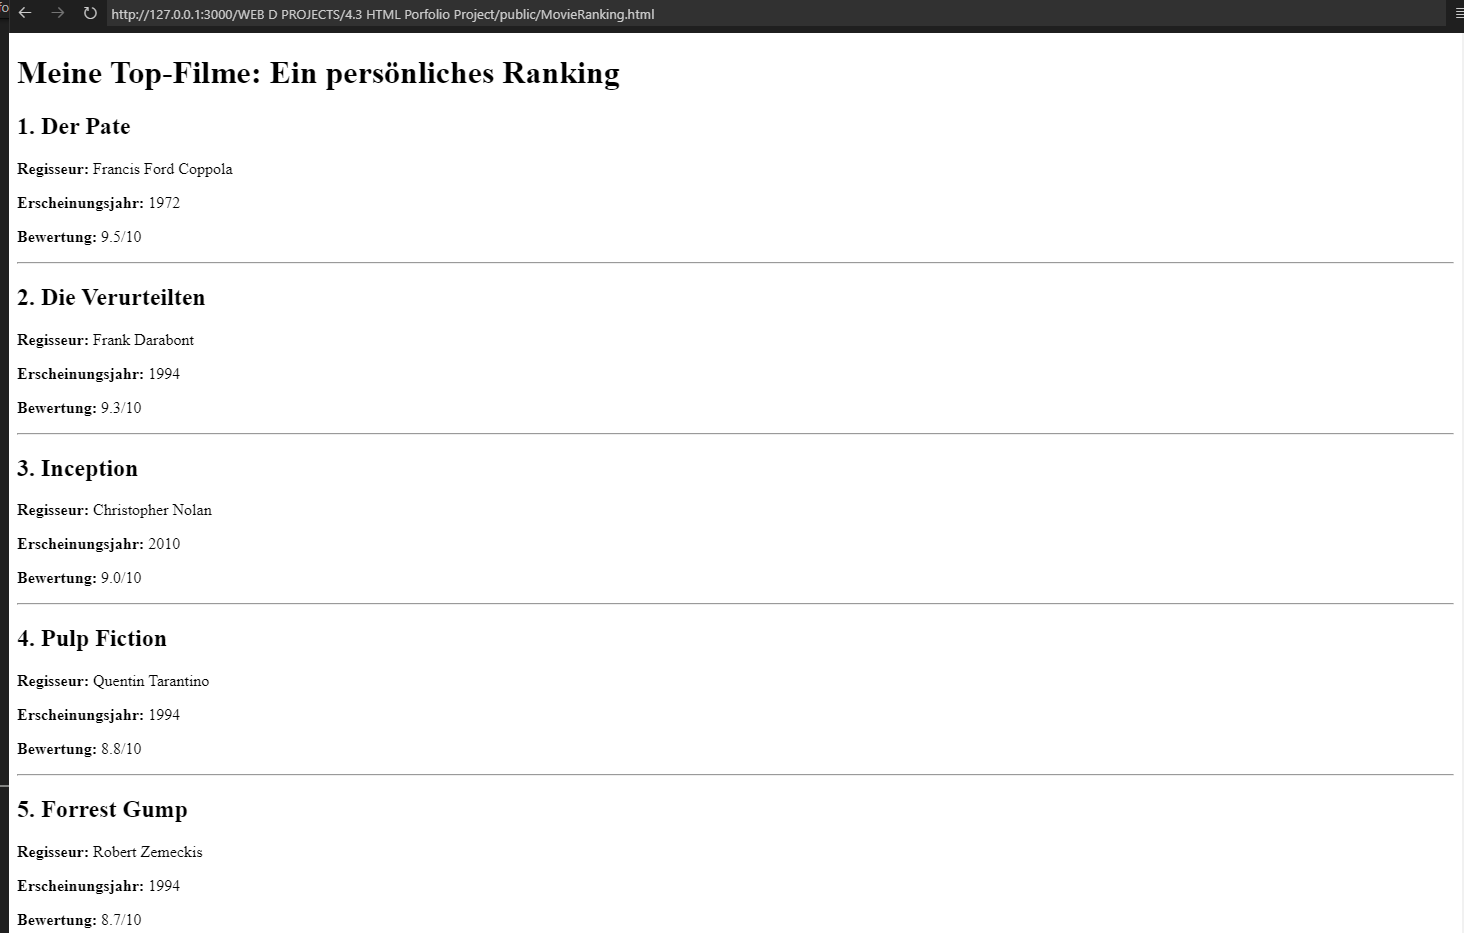 fo
http://127.0.0.1:3000/WEB D PROJECTS/4.3 HTML Porfolio Project/public/MovieRanking.html
Meine Top-Filme: Ein persönliches Ranking
1. Der Pate
Regisseur: Francis Ford Coppola
Erscheinungsjahr: 1972
Bewertung: 9.5/10
2. Die Verurteilten
Regisseur: Frank Darabont
Erscheinungsjahr: 1994
Bewertung: 9.3/10
3. Inception
Regisseur: Christopher Nolan
Erscheinungsjahr: 2010
Bewertung: 9.0/10
4. Pulp Fiction
Regisseur: Quentin Tarantino
Erscheinungsjahr: 1994
Bewertung: 8.8/10
5. Forrest Gump
Regisseur: Robert Zemeckis
Erscheinungsjahr: 1994
Bewertung: 8.7/10